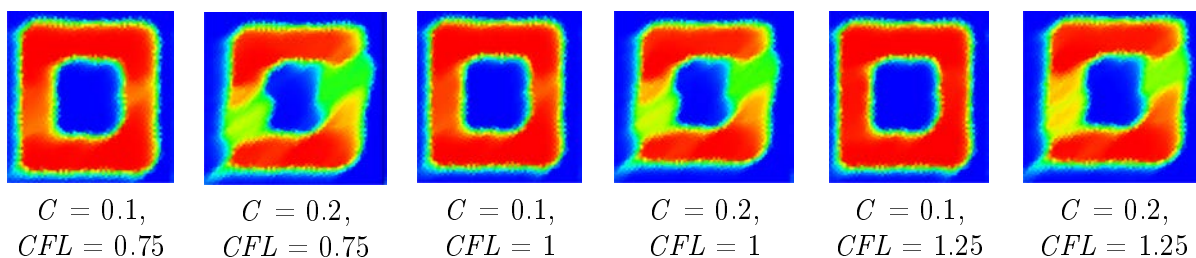 C = 0.1,
CFL = 0.75
C = 0.2,
CFL = 0.75
C = 0.1,
CFL = 1
C = 0.2,
CFL = 1
C = 0.1,
CFL = 1.25
C = 0.2,
CFL = 1.25